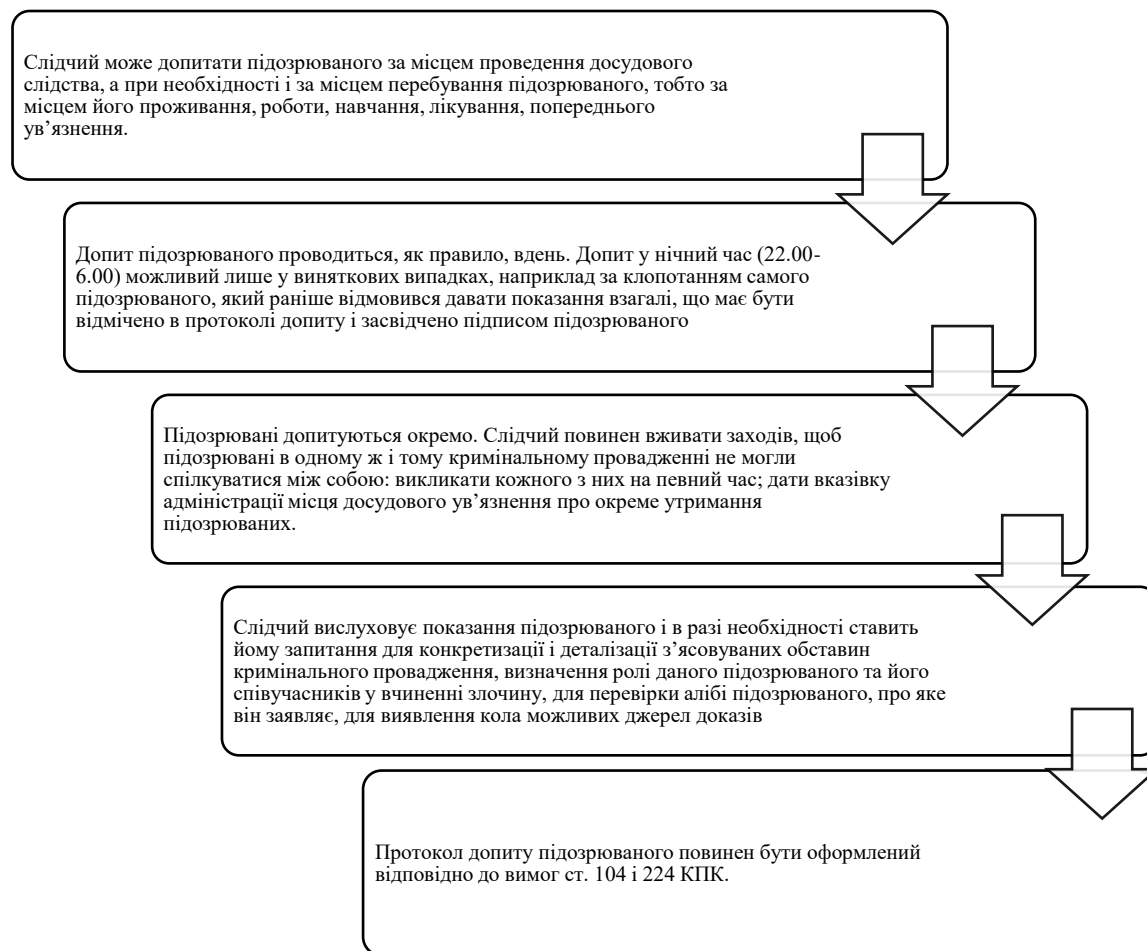 Слідчий може допитати підозрюваного за місцем проведення досудового
слідства, а при необхідності і за місцем перебування підозрюваного, тобто за
місцем його проживання, роботи, навчання, лікування, попереднього
ув’язнення.
Допит підозрюваного проводиться, як правило, вдень. Допит у нічний час (22.00-
6.00) можливий лише у виняткових випадках, наприклад за клопотанням самого
підозрюваного, який раніше відмовився давати показання взагалі, що має бути
відмічено в протоколі допиту і засвідчено підписом підозрюваного
Підозрювані допитуються окремо. Слідчий повинен вживати заходів, щоб
підозрювані в одному ж і тому кримінальному провадженні не могли
спілкуватися між собою: викликати кожного з них на певний час; дати вказівку
адміністрації місця досудового ув’язнення про окреме утримання
підозрюваних.
Слідчий вислуховує показання підозрюваного і в разі необхідності ставить
йому запитання для конкретизації і деталізації з’ясовуваних обставин
кримінального провадження, визначення ролі даного підозрюваного та його
співучасників у вчиненні злочину, для перевірки алібі підозрюваного, про яке
він заявляє, для виявлення кола можливих джерел доказів
Протокол допиту підозрюваного повинен бути оформлений
відповідно до вимог ст. 104 і 224 КПК.